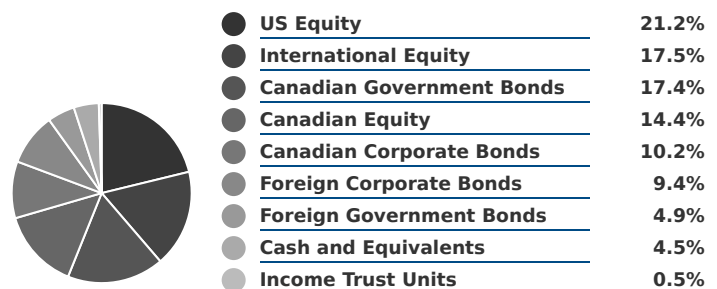 US Equity 21.2%
International Equity 17.5%
Canadian Government Bonds 17.4%
Canadian Equity 14.4%
Canadian Corporate Bonds 10.2%
Foreign Corporate Bonds 9.4%
Foreign Government Bonds 4.9%
Cash and Equivalents 4.5%
Income Trust Units 0.5%